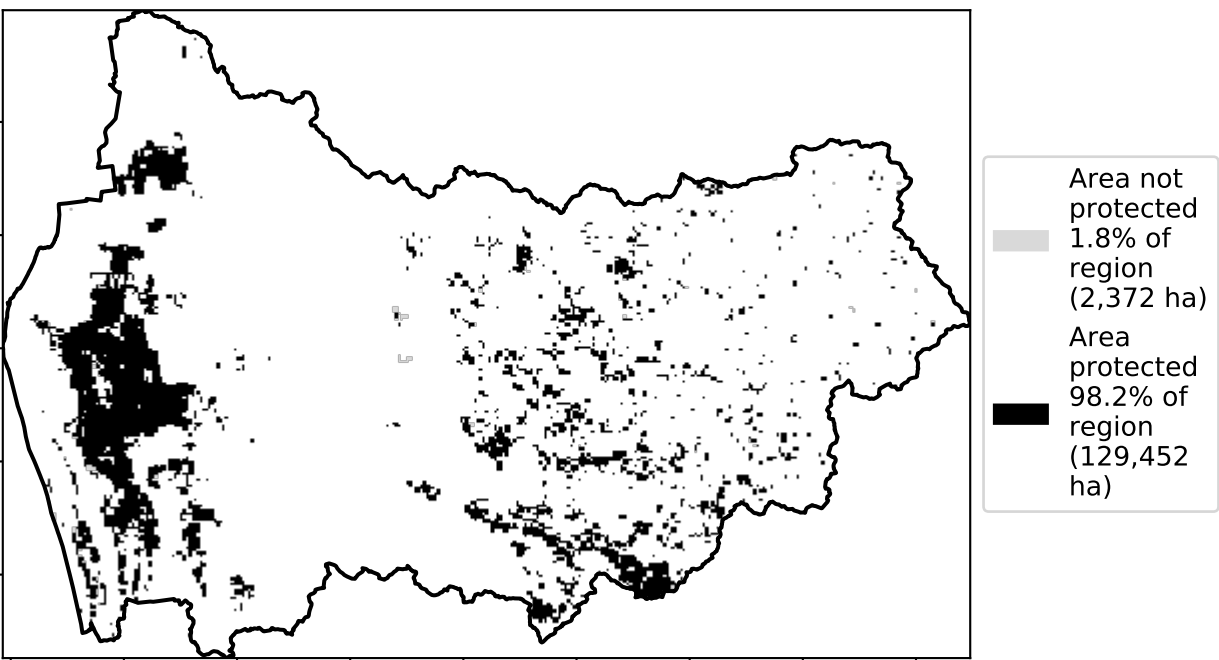 Area not
protected
1.8% of
region
(2,372 ha)
Area
protected
98.2% of
region
(129,452
ha)